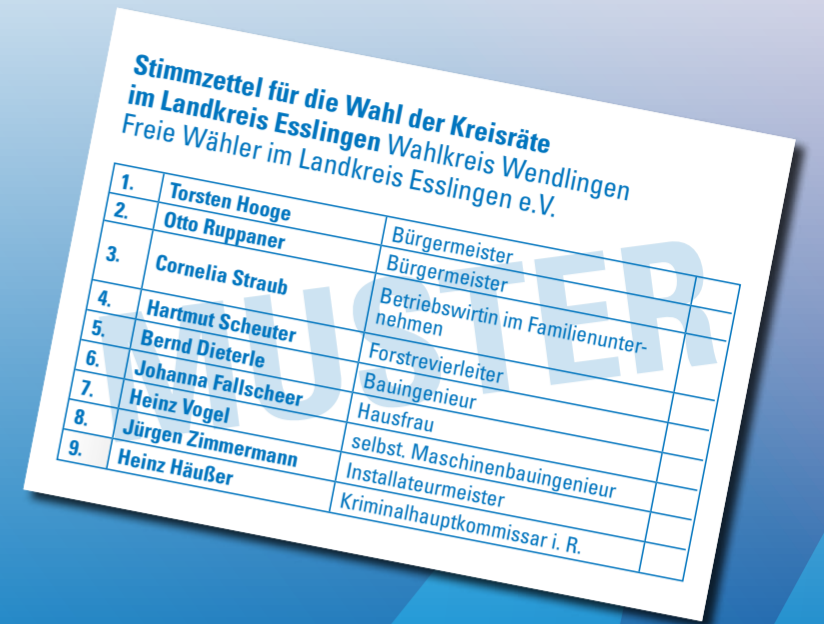 Stimmzettel für die Wahl der Kreisräte
im Landkreis Esslingen Wahlkreis Wendlingen
Freie Wähler im Landkreis Esslingen e.V.
1. Torsten Hooge Bürgermeister
2. Otto Ruppaner Bürgermeister
3. Cornelia Straub Betriebswirtin im Familienunter-
nehmen
4. Hartmut Scheuter Forstrevierleiter
5. Bernd Dieterle Bauingenieur
6. Johanna Fallscheer Hausfrau
7. Heinz Vogel selbst. Maschinenbauingenieur
8. Jürgen Zimmermann Installateurmeister
9. Heinz Häußer Kriminalhauptkommissar i. R.
MUSTER